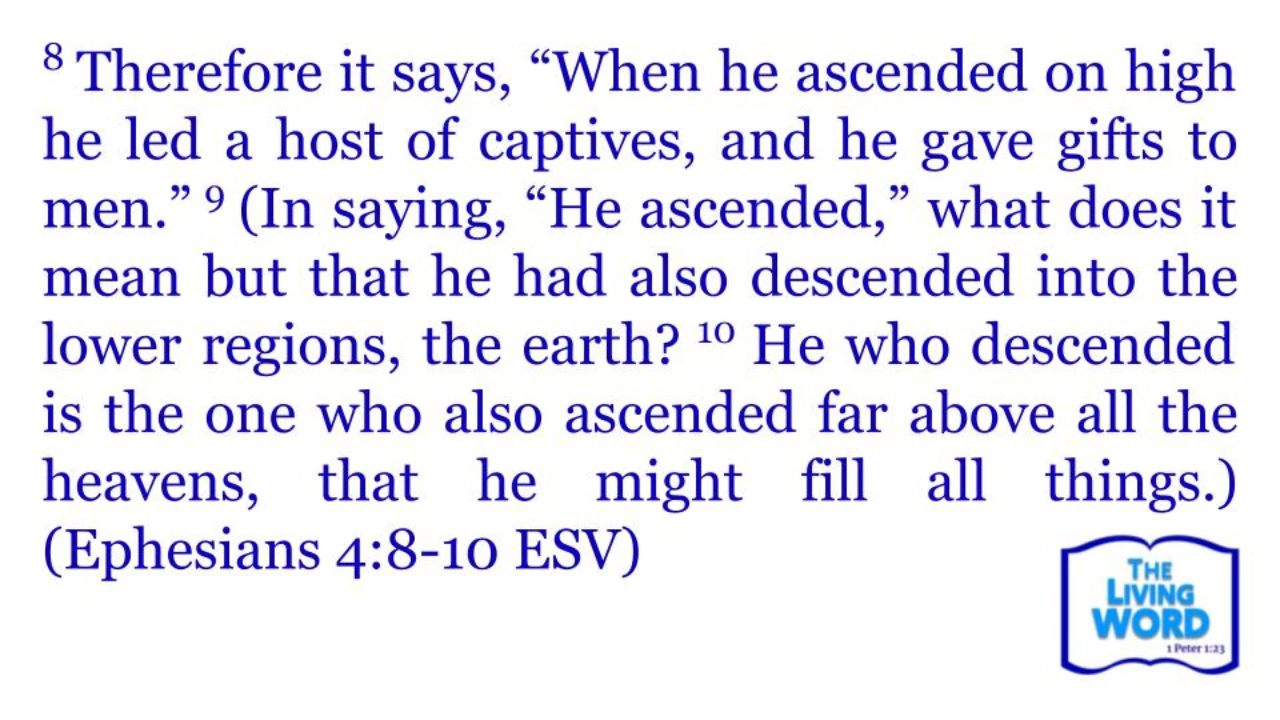 8 Therefore it says, “When he ascended on high
he led a host of captives, and he gave gifts to
men.” 9 (In saying, “He ascended,” what does it
mean but that he had also descended into the
lower regions, the earth? 10 He who descended
is the one who also ascended far above all the
heavens, that he might fill all things.)
(Ephesians 4:8-10 ESV)
THE
LIVING
WORD
1 Peter 1:23